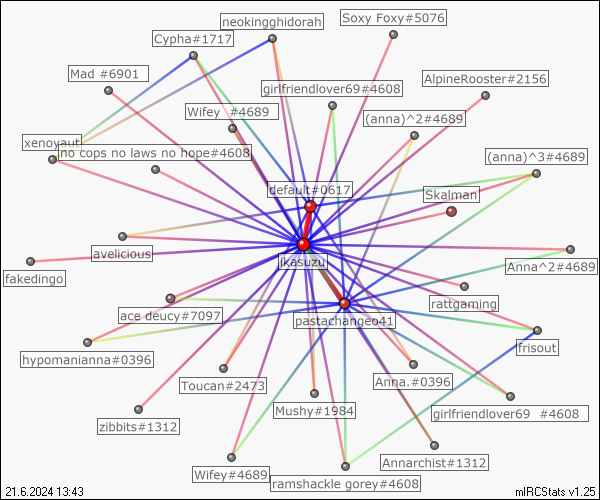 neokingghidorah
Soxy Foxy#5076
Cypha#1717
Mad #6901
girlfriendlover69#4608
AlpineRooster#2156
Wifey #4689
(anna)^2#4689
xenoyaut
no cops no laws no hope#4608
(anna)^3#4689
default#0617
Skalman
avelicious
jkasuzu
Anna^2#4689
fakedingo
rattgaming
ace deucy#7097
pastachangeo41
frisout
hypomanianna#0396
Toucan#2473
Anna.#0396
Mushy#1984
girlfriendlover69 #4608
zibbits#1312
Annarchist#1312
Wifey#4689
ramshackle gorey#4608
21.6.2024 13:43
mIRCStats v1.25